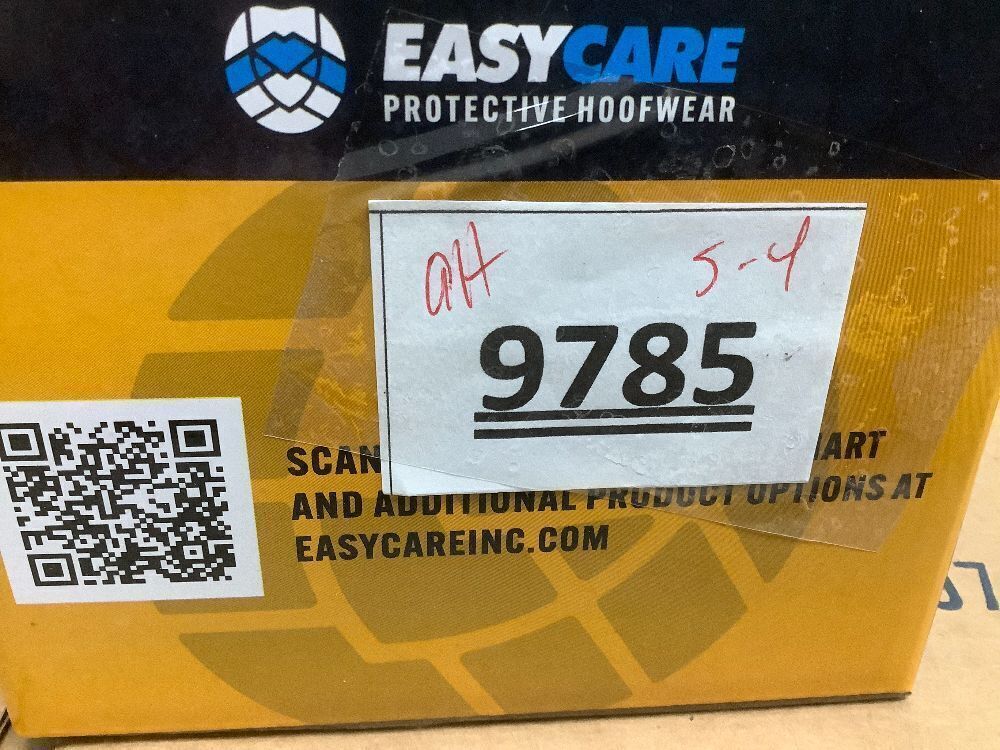 EASYCARE
PROTECTIVE HOOFWEAR
aH 5-4
9785
SCAN
AND ADDITIONAL PRODUCT OPTIONS AT
EASYCAREINC.COM